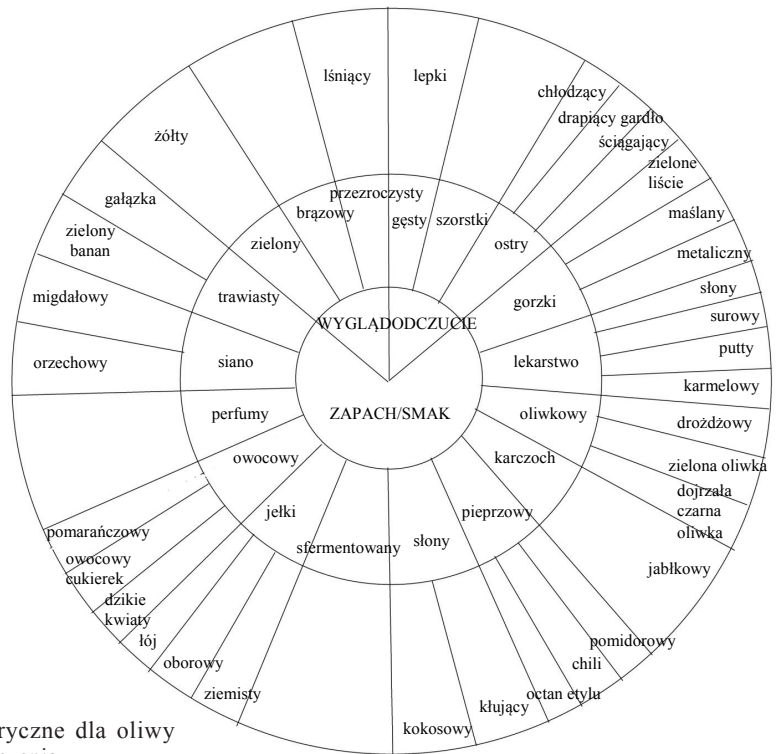 lśniący
lepki
chłodzący
drapiący gardło
ściągający
zielone
liście
maślany
metaliczny
słony
surowy
putty
karmelowy
drożdżowy
zielona oliwka
dojrzała
czarna
oliwka
jabłkowy
pomidorowy
chili
octan etylu
kłujący
kokosowy
ziemisty
oborowy
łój
dzikie
kwiaty
owocowy
cukierek
pomarańczowy
orzechowy
migdałowy
zielony
banan
gałązka
żółty
zielony
brązowy
przezroczysty
gęsty
szorstki
ostry
gorzki
lekarstwo
oliwkowy
karczoch
pieprzowy
słony
sfermentowany
jełki
owocowy
perfumy
siano
trawiasty
WYGLĄDODCZUCIE
ZAPACH/SMAK
ryczne dla oliwy